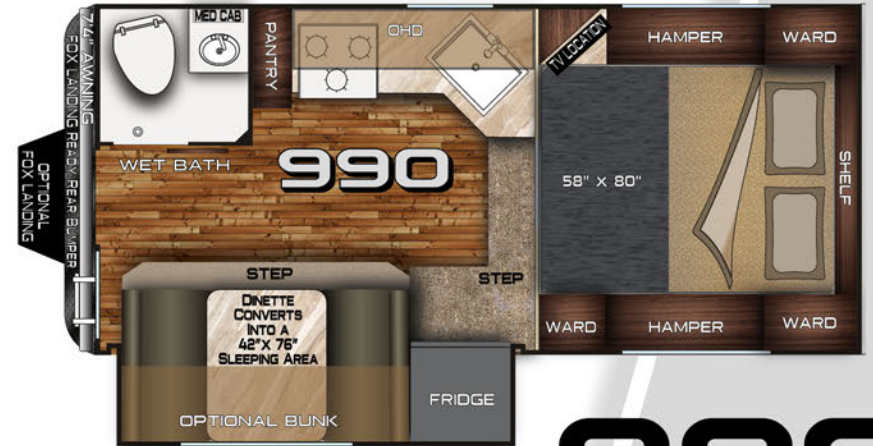 MED CAB
PANTRY
OHD
TV LOCATION
HAMPER
WARD
7'4" AWNING
FOX LANDING READY REAR BUMPER
OPTIONAL
FOX LANDING
WET BATH
990
58" X 80"
SHELF
STEP
STEP
DINETTE
CONVERTS
INTO A
42"X 76"
SLEEPING AREA
OPTIONAL BUNK
FRIDGE
WARD
HAMPER
WARD